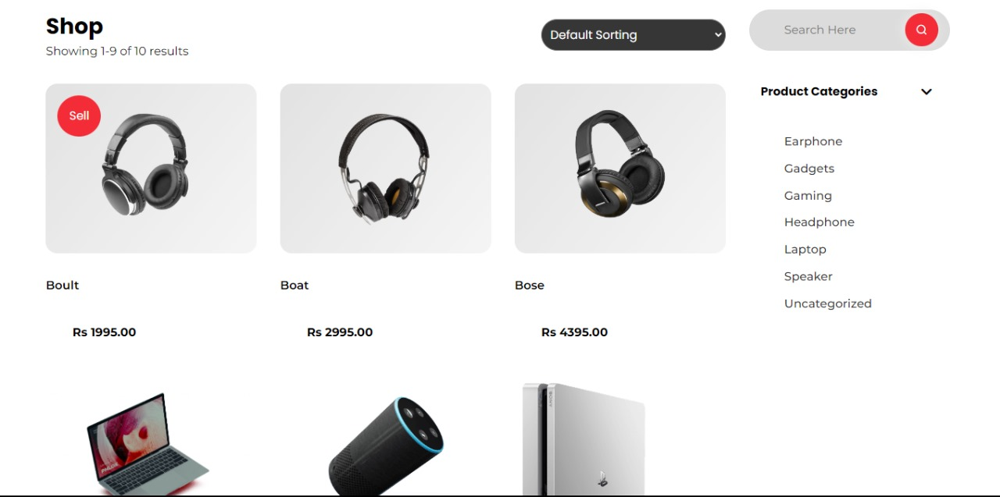 Shop
Showing 1-9 of 10 results
Default Sorting
Search Here
Product Categories
Sell
Earphone
Gadgets
Gaming
Headphone
Laptop
Speaker
Uncategorized
Boult
Boat
Bose
Rs 1995.00
Rs 2995.00
Rs 4395.00
SONY